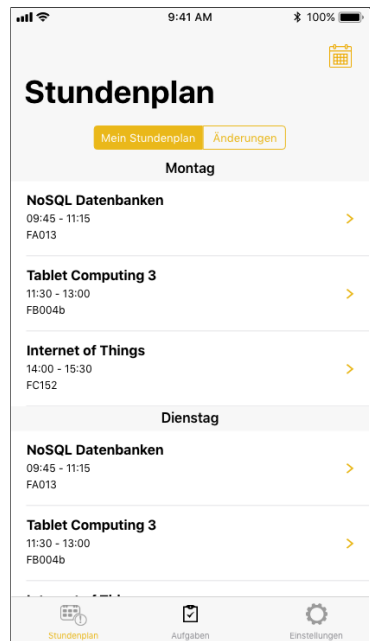 9:41 AM
100%
Stundenplan
Mein Stundenplan
Änderungen
Montag
NoSQL Datenbanken
09:45 - 11:15
FA013
Tablet Computing 3
11:30 - 13:00
FB004b
Internet of Things
14:00 - 15:30
FC152
Dienstag
NoSQL Datenbanken
09:45 - 11:15
FA013
Tablet Computing 3
11:30 - 13:00
FB004b
Stundenplan
Aufgaben
Einstellungen